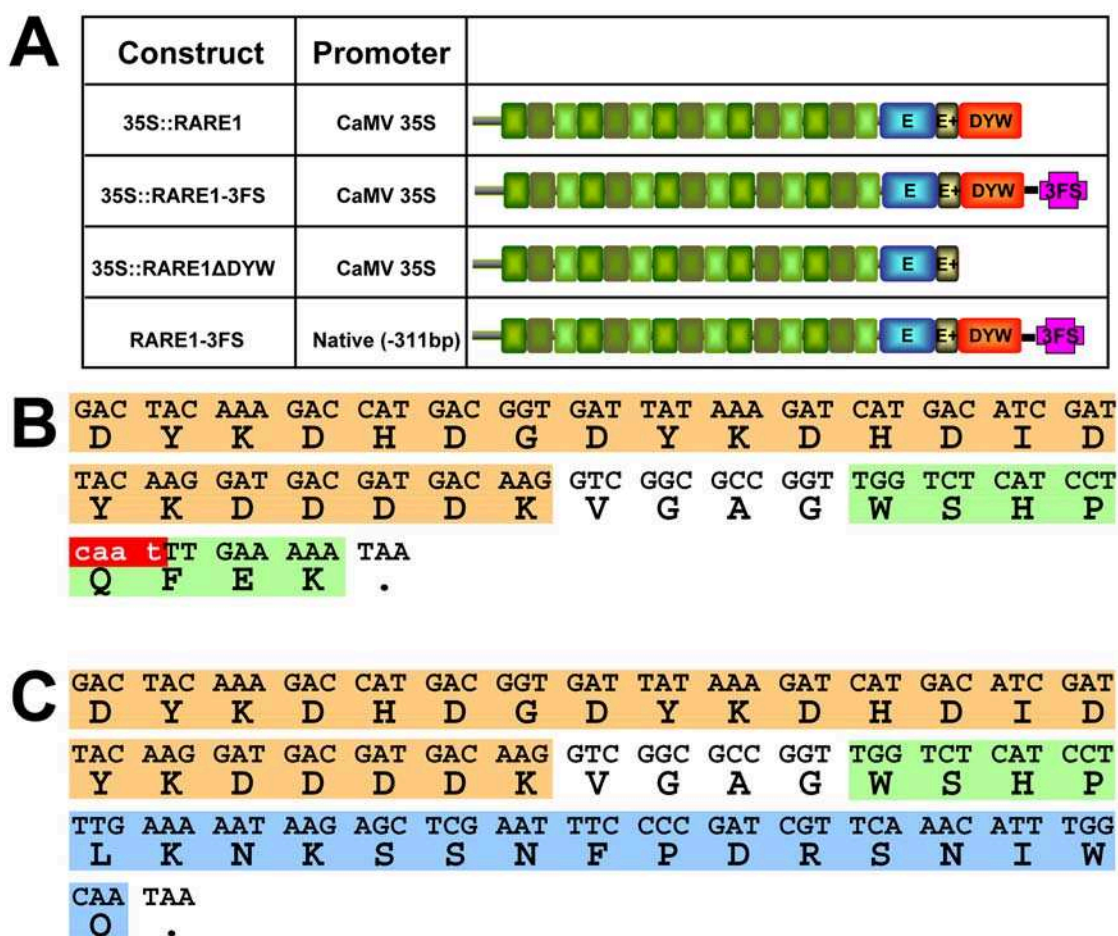 A
Construct Promoter
35S::RARE1 CaMV 35S E E+ DYW
35S::RARE1-3FS CaMV 35S E E+ DYW 3FS
35S::RARE1ΔDYW CaMV 35S E E+
RARE1-3FS Native (-311bp) E E+ DYW 3FS
B
GAC TAC AAA GAC CAT GAC GGT GAT TAT AAA GAT CAT GAC ATC GAT
D Y K D H D G D Y K D H D I D
TAC AAG GAT GAC GAT GAC AAG GTC GGC GCC GGT TGG TCT CAT CCT
Y K D D D D K V G A G W S H P
caa tTT GAA AAA TAA
Q F E K .
C
GAC TAC AAA GAC CAT GAC GGT GAT TAT AAA GAT CAT GAC ATC GAT
D Y K D H D G D Y K D H D I D
TAC AAG GAT GAC GAT GAC AAG GTC GGC GCC GGT TGG TCT CAT CCT
Y K D D D D K V G A G W S H P
TTG AAA AAT AAG AGC TCG AAT TTC CCC GAT CGT TCA AAC ATT TGG
L K N K S S N F P D R S N I W
CAA TAA
Q .